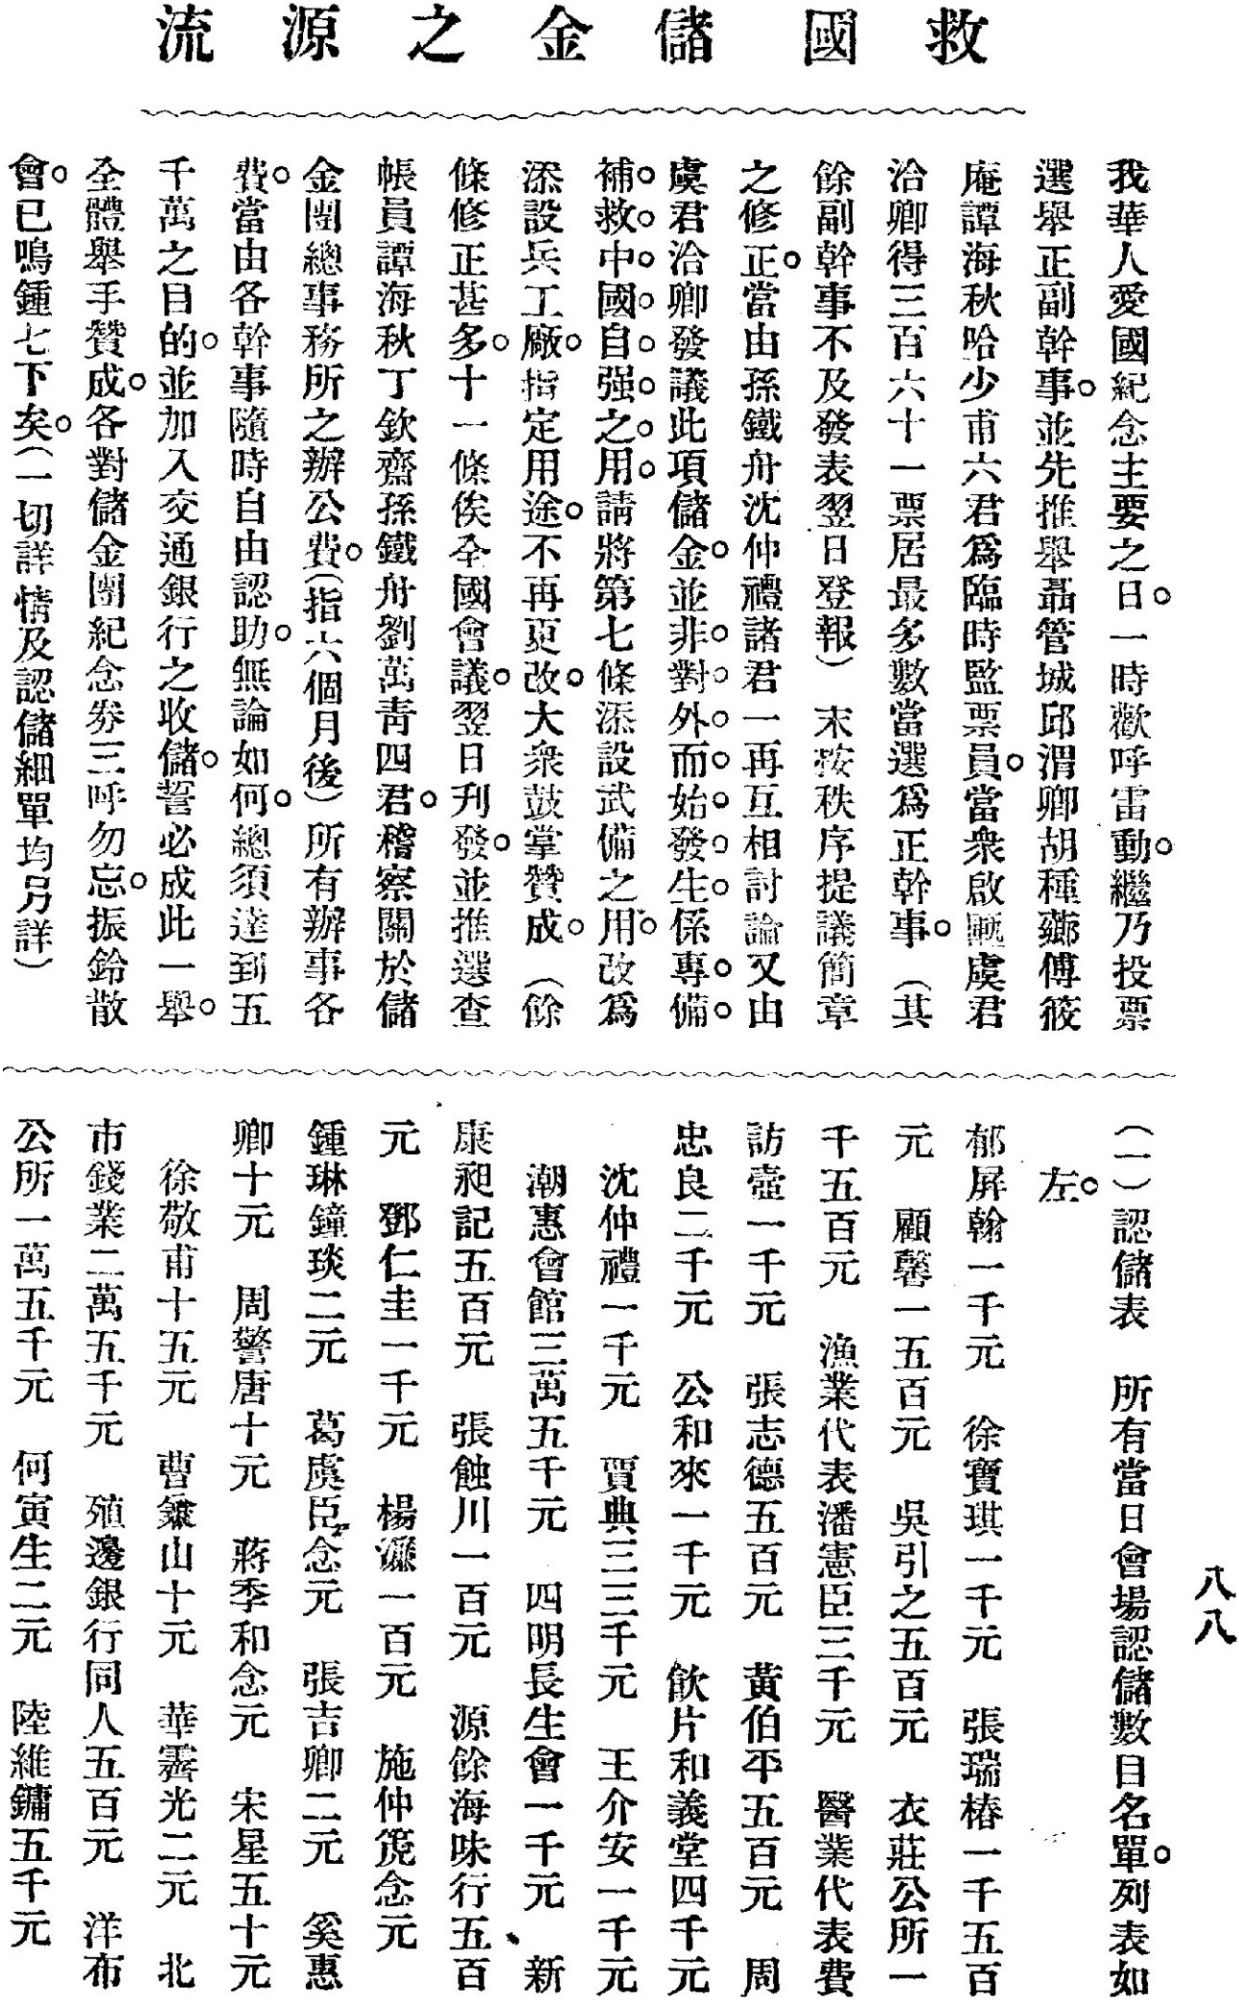 救國儲金之源流
我華人愛國紀念主要之日。一時歡呼雷動。繼乃投票
選舉正副幹事。並先推舉聶管城邱渭卿胡種薌傅筱
庵譚海秋哈少甫六君爲臨時監票員。當衆啟匭虞君
洽卿得三百六十一票居最多數當選爲正幹事。（其
餘副幹事不及發表翌日登報）末按秩序提議簡章
之修正。當由孫鐵舟沈仲禮諸君一再互相討論又由
虞君洽卿發議此項儲金。並非對外而始發生。係專備
補救中國自强之用。請將第七條添設武備之用。改爲
添設兵工廠。指定用途。不再更改。大衆鼓掌贊成。（餘
條修正甚多。十一條俟全國會議。翌日刋發。並推選查
帳員譚海秋丁欽齋孫鐵舟劉萬青四君。稽察關於儲
金團總事務所之辦公費。（指六個月後）所有辦事各
費。當由各幹事隨時自由認助。無論如何。總須達到五
千萬之目的。並加入交通銀行之收儲。誓必成此一舉。
全體舉手贊成。各對儲金團紀念劵三呼勿忘。振鈴散
會。已鳴鍾七下矣。（一切詳情及認儲細單均另詳）
八八
（一）認儲表　所有當日會場認儲數目名單。列表如
左。
郁屏翰一千元　徐寶琪一千元　張瑞椿一千五百
元　顧馨一五百元　吳引之五百元　衣莊公所一
千五百元　漁業代表潘憲臣三千元　醫業代表費
訪壺一千元　張志德五百元　黃伯平五百元　周
忠良二千元　公和來一千元　飮片和義堂四千元
沈仲禮一千元　賈典三三千元　王介安一千元
潮惠會館三萬五千元　四明長生會一千元　新
康昶記五百元　張蝕川一百元　源餘海味行五百
元　鄧仁圭一千元　楊濂一百元　施仲箎念元
鍾琳鐘琰二元　葛虞臣念元　張吉卿二元　奚惠
卿十元　周警唐十元　蔣季和念元　宋星五十元
徐敬甫十五元　曹鑅山十元　華霽光二元　北
市錢業二萬五千元　殖邊銀行同人五百元　洋布
公所一萬五千元　何寅生二元　陸維鏞五千元